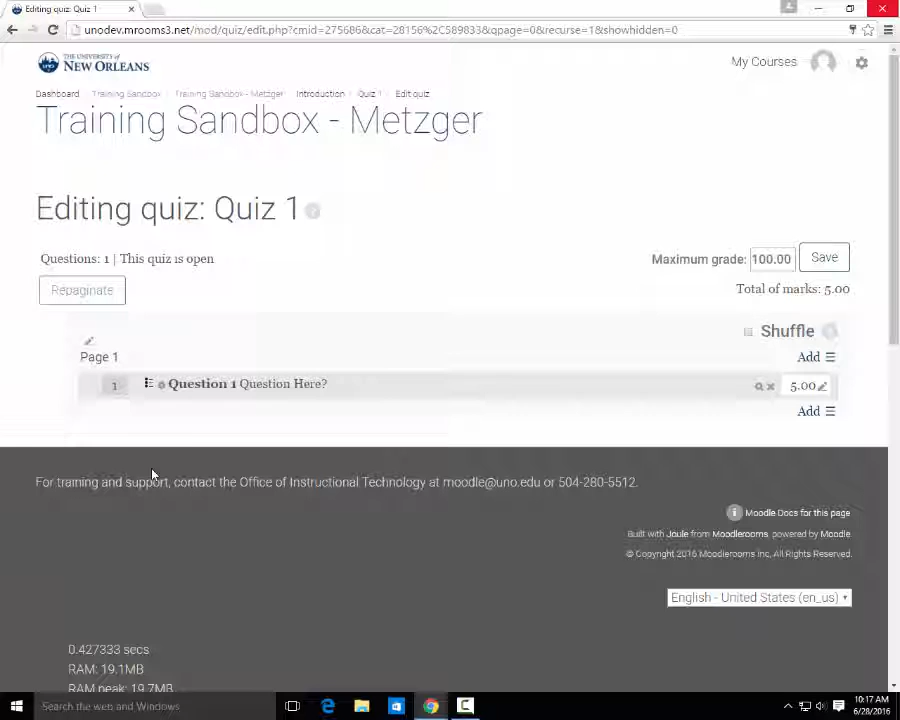 Editing quiz: Quiz 1
unodev.mrooms3.net/mod/quiz/edit.php?cmid=275686&cat=28156%2C589833&qpage=0&recurse=1&showhidden=0
THE UNIVERSITY of
NEW ORLEANS
My Courses
Dashboard Training Sandbox Training Sandbox - Metzger Introduction Quiz 1 Edit quiz
Training Sandbox - Metzger
Editing quiz: Quiz 1
Questions: 1 | This quiz is open
Maximum grade: 100.00 Save
Repaginate
Total of marks: 5.00
Shuffle
Page 1
Add
1 Question 1 Question Here? 5.00
Add
For training and support, contact the Office of Instructional Technology at moodle@uno.edu or 504-280-5512.
Moodle Docs for this page
Built with Joule from Moodlerooms, powered by Moodle
© Copyright 2016 Moodlerooms Inc, All Rights Reserved.
English - United States (en_us)
0.427333 secs
RAM: 19.1MB
RAM peak: 19.7MB
Search the web and Windows
10:17 AM
6/28/2016